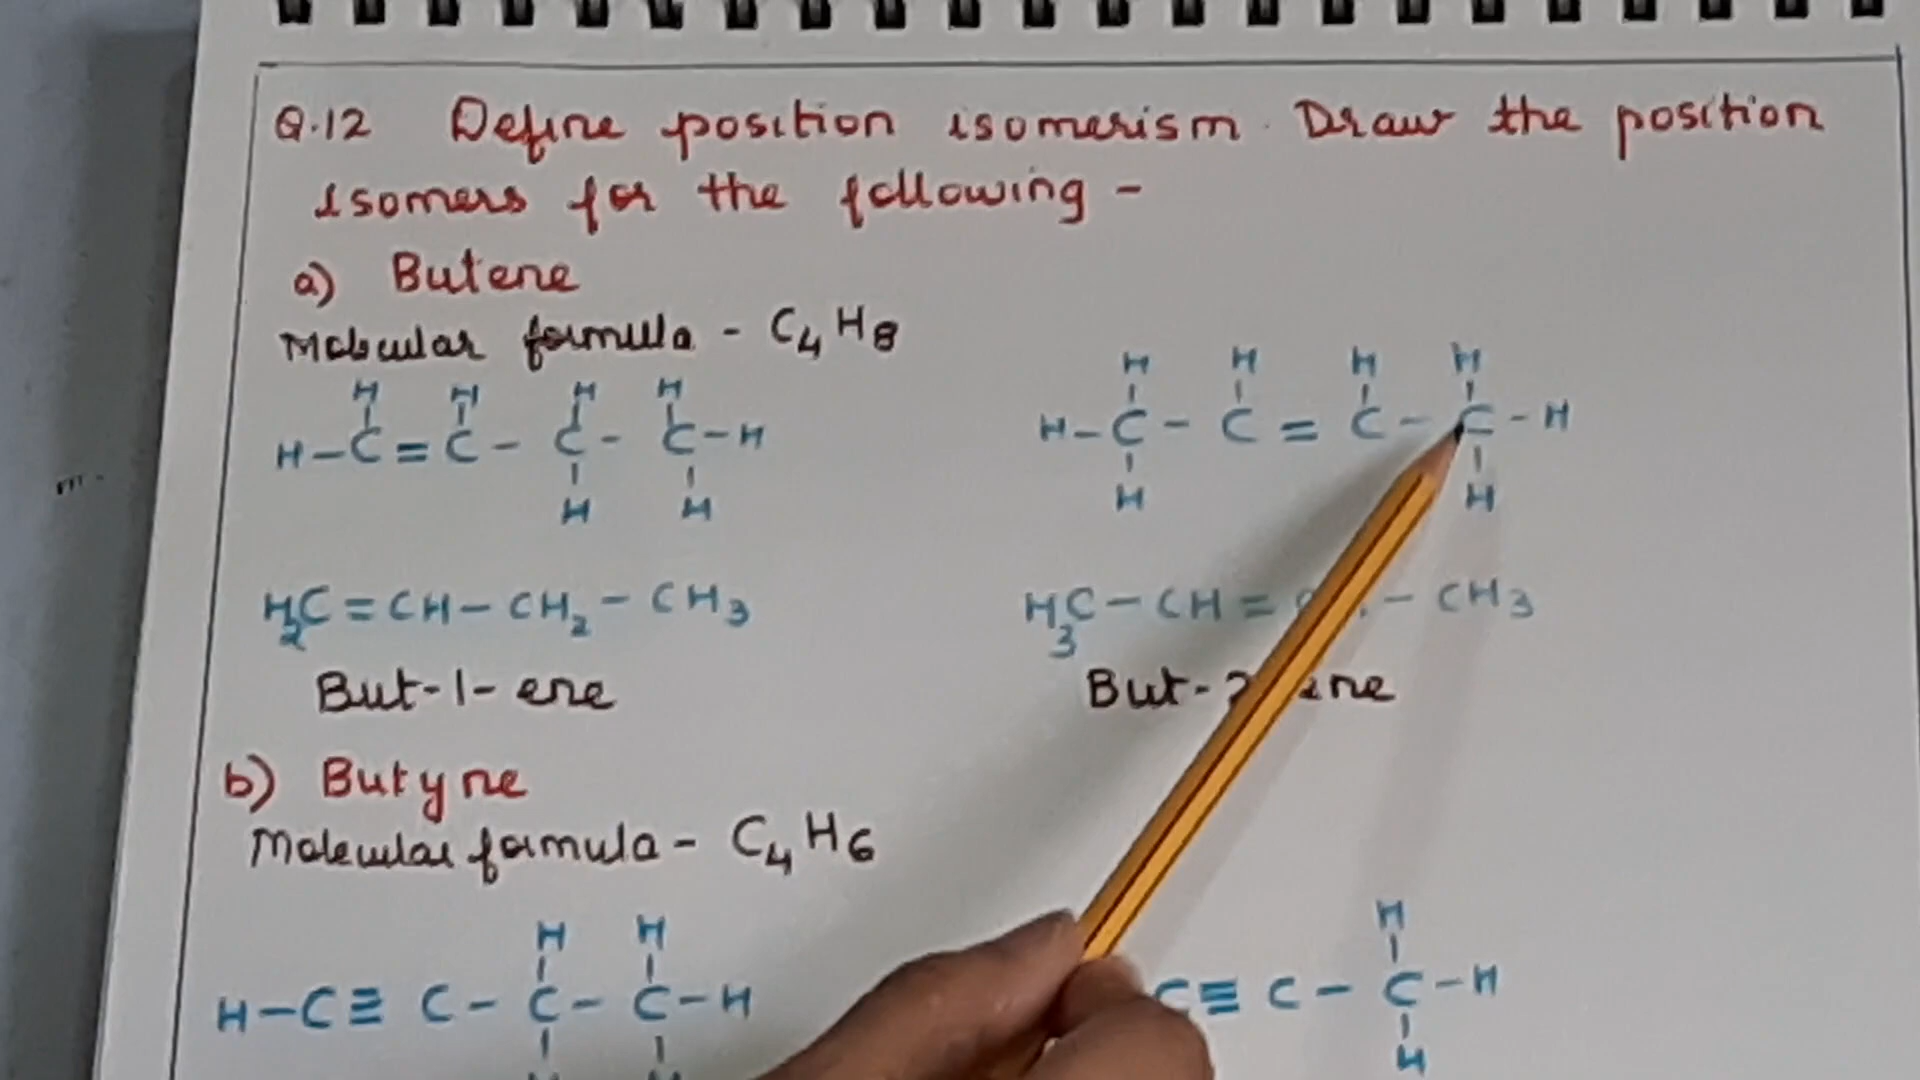 Q.12 Define position isomerism. Draw the position
isomers for the following -
a) Butene
Molecular formula - C4H8
H H H H
H-C=C-C-C-H
H H
H H H H
H-C-C=C-C-H
H H
H2C=CH-CH2-CH3
H3C-CH= -CH3
But-1-ene
But-2-ene
b) Butyne
Molecular formula - C4H6
H H
H-C≡C-C-C-H
H
C≡C-C-H
H